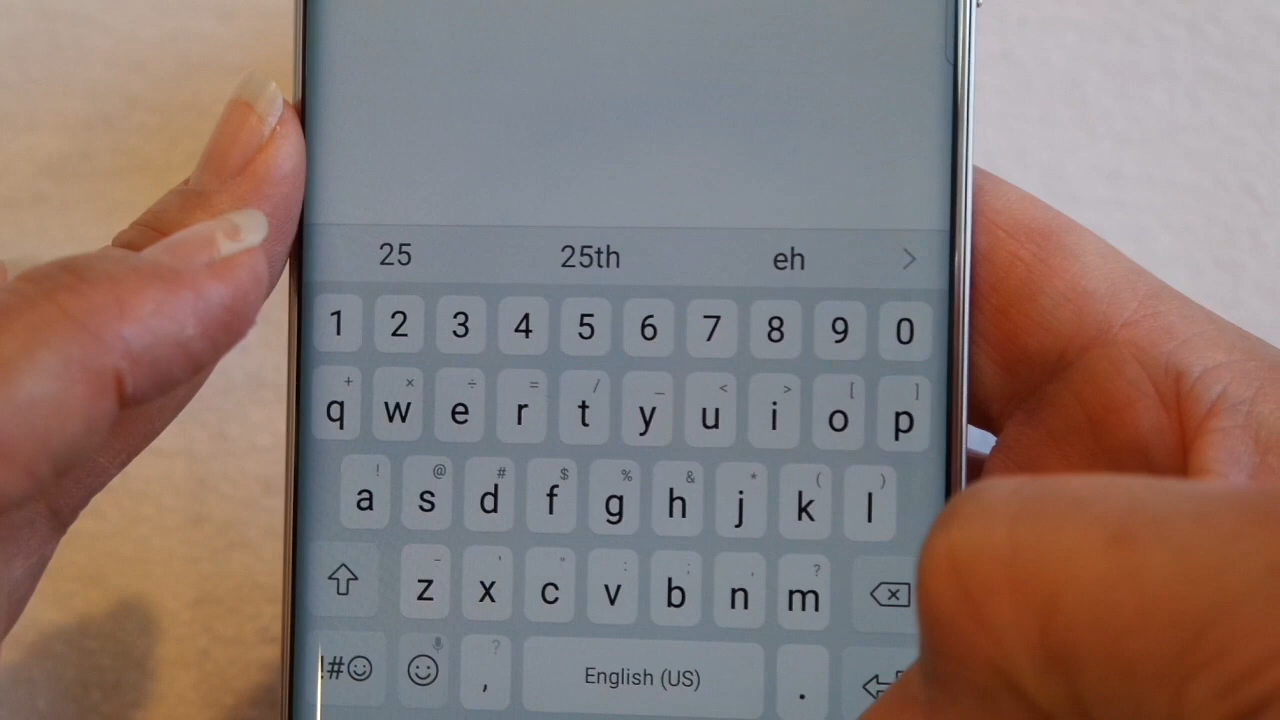 25 25th eh >
1 2 3 4 5 6 7 8 9 0
+ × ÷ = / _ < > [ ]
q w e r t y u i o p
! @ # $ % & * ( )
a s d f g h j k l
- ' " : ; , ?
z x c v b n m
?
!#☺ , English (US) .